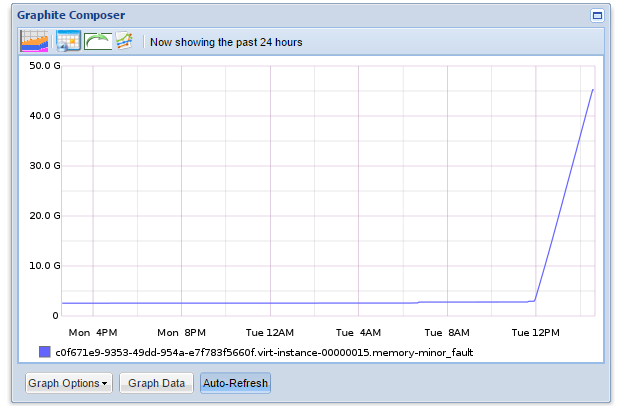 Graphite Composer
Now showing the past 24 hours
50.0 G
40.0 G
30.0 G
20.0 G
10.0 G
0
Mon 4PM Mon 8PM Tue 12AM Tue 4AM Tue 8AM Tue 12PM
c0f671e9-9353-49dd-954a-e7f783f5660f.virt-instance-00000015.memory-minor_fault
Graph Options Graph Data Auto-Refresh